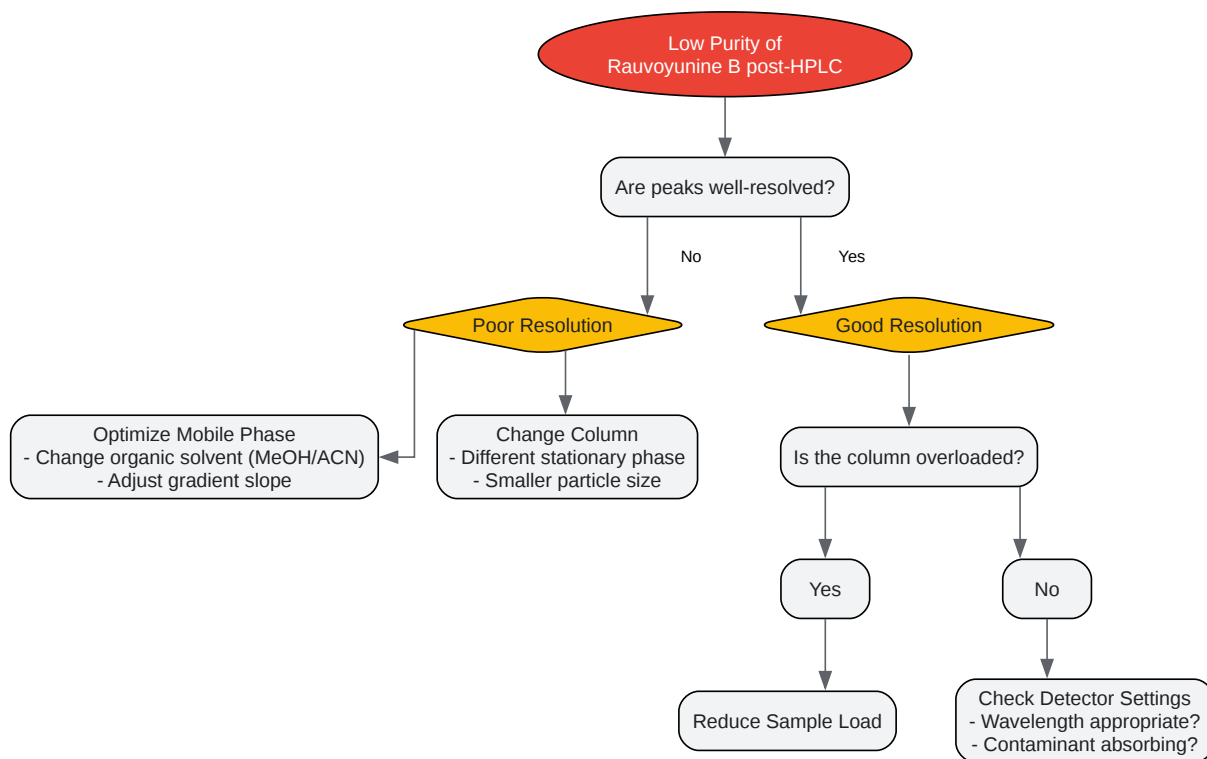 Low Purity of
Rauvoyunine B post-HPLC
Are peaks well-resolved?
No
Yes
Poor Resolution
Good Resolution
Optimize Mobile Phase
- Change organic solvent (MeOH/ACN)
- Adjust gradient slope
Change Column
- Different stationary phase
- Smaller particle size
Is the column overloaded?
Yes
No
Reduce Sample Load
Check Detector Settings
- Wavelength appropriate?
- Contaminant absorbing?